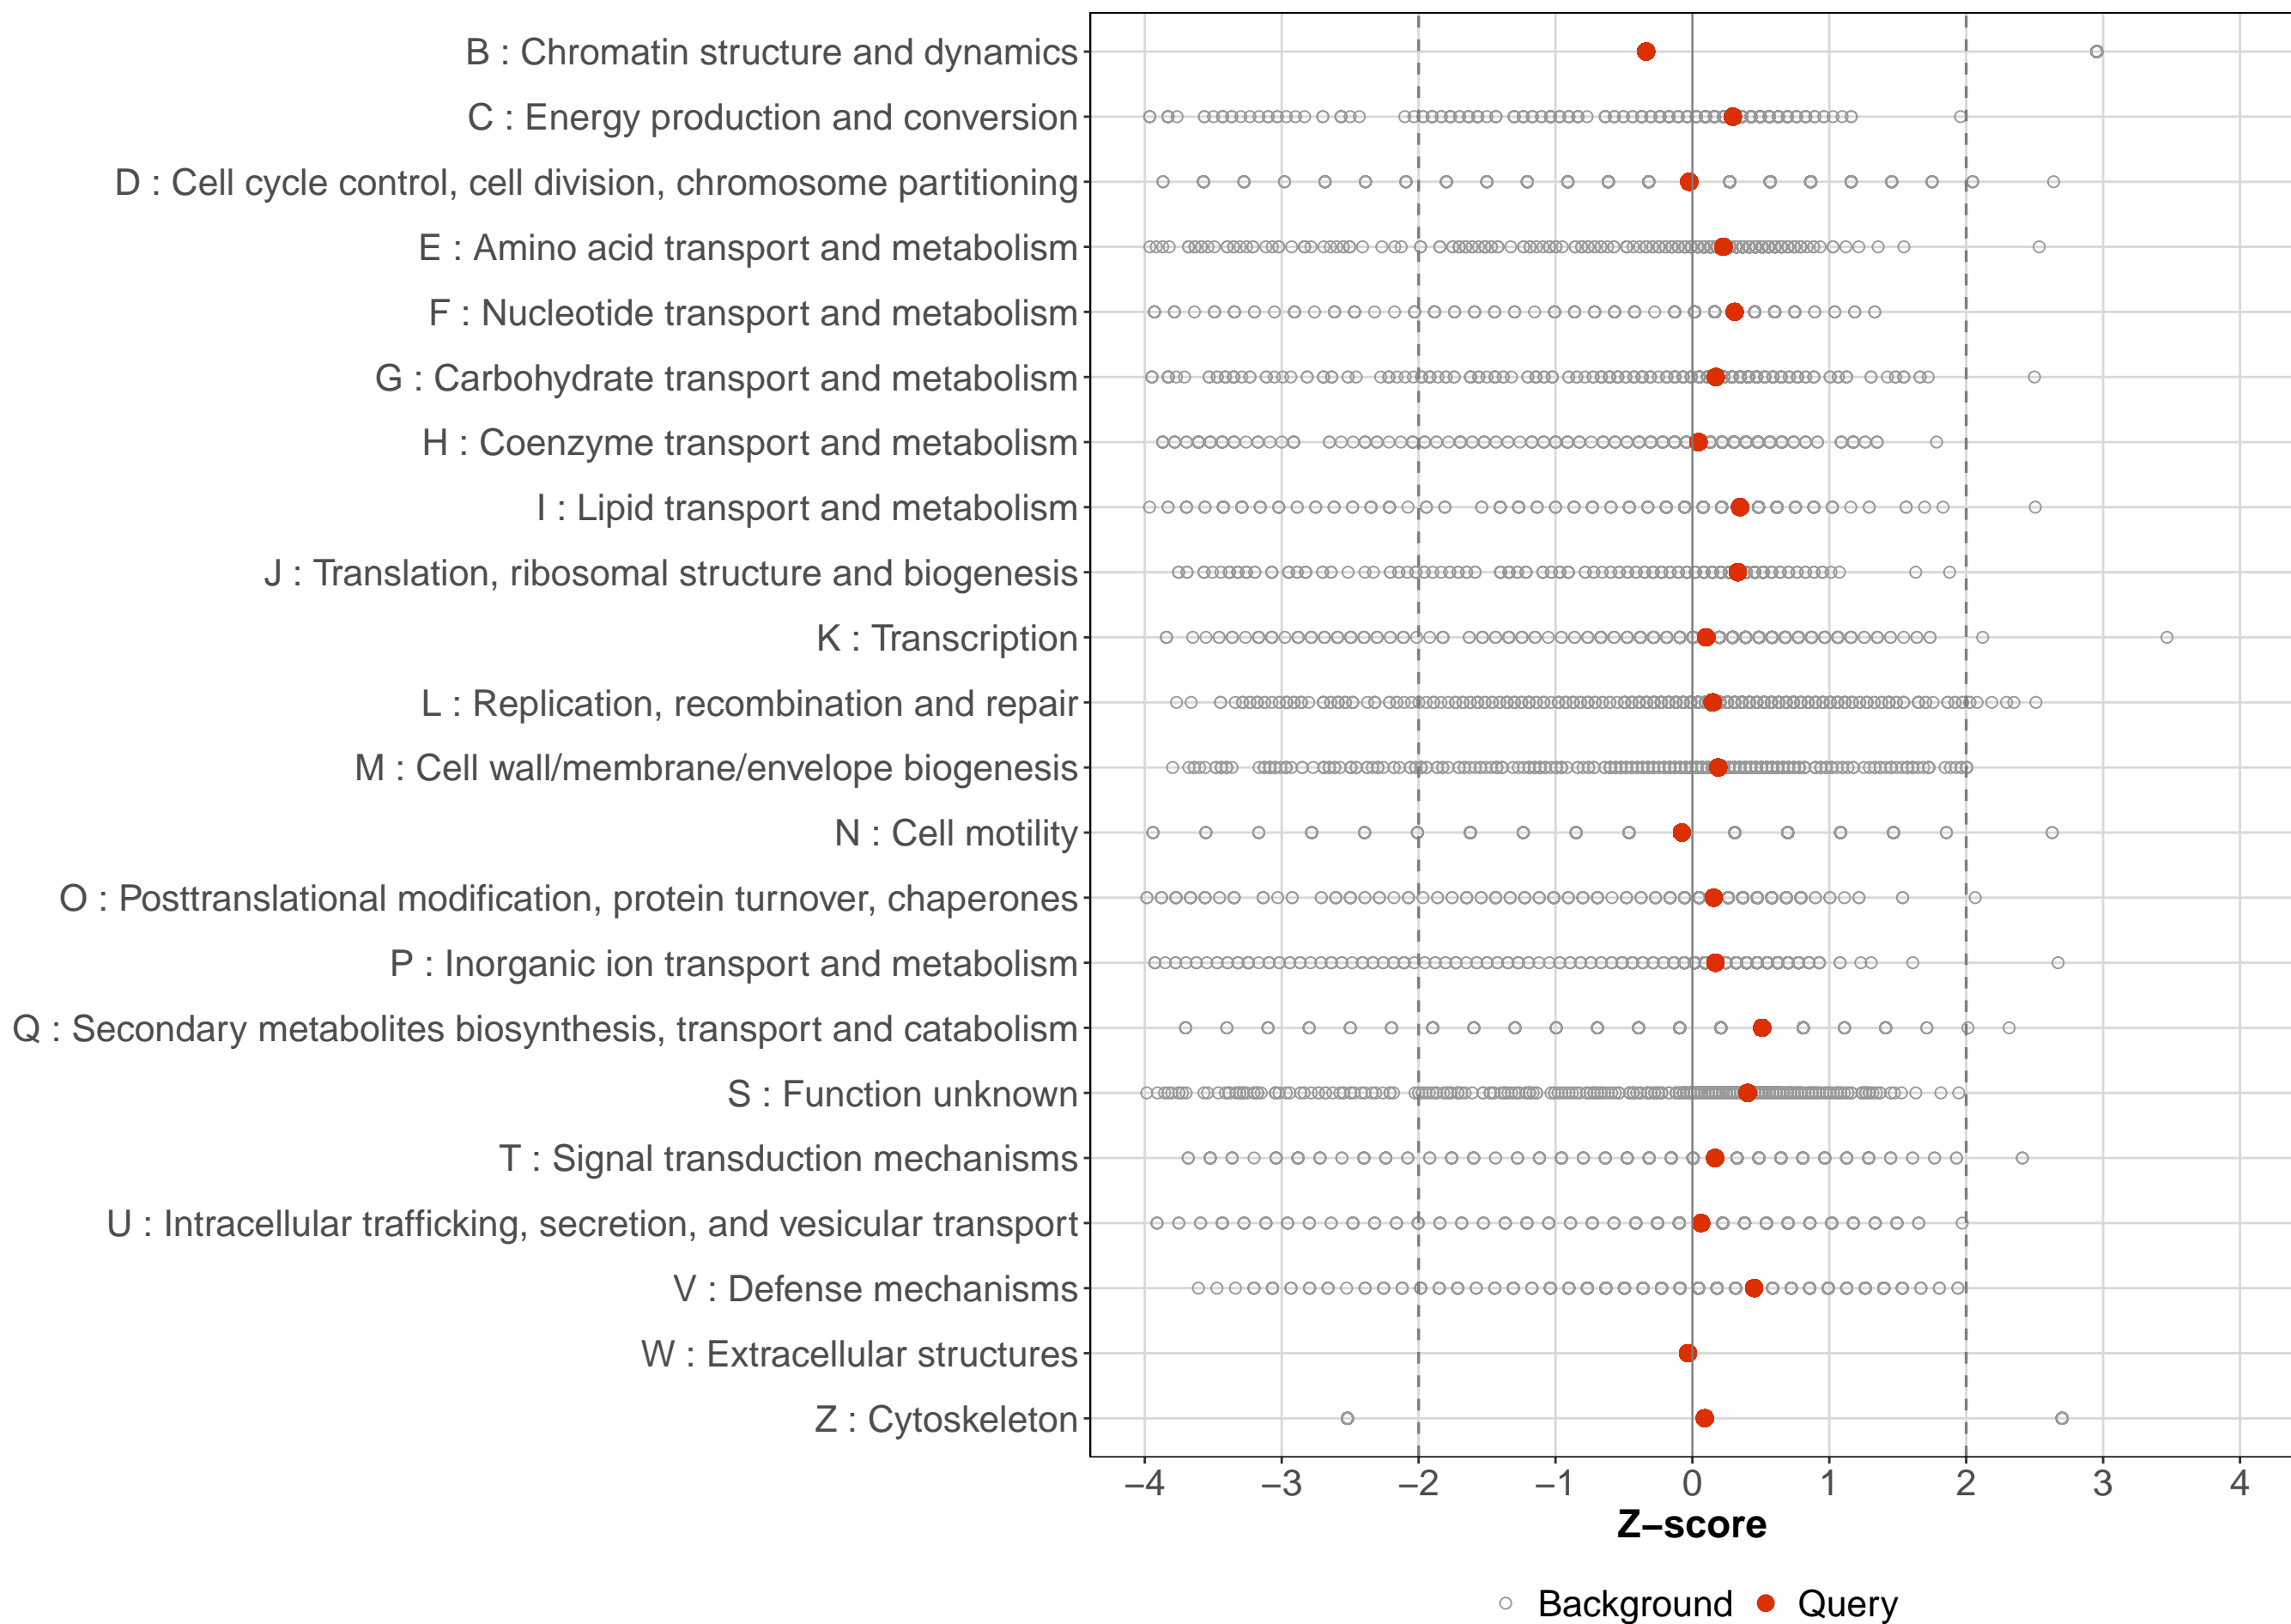 B : Chromatin structure and dynamics
C : Energy production and conversion
D : Cell cycle control, cell division, chromosome partitioning
E : Amino acid transport and metabolism
F : Nucleotide transport and metabolism
G : Carbohydrate transport and metabolism
H : Coenzyme transport and metabolism
I : Lipid transport and metabolism
J : Translation, ribosomal structure and biogenesis
K : Transcription
L : Replication, recombination and repair
M : Cell wall/membrane/envelope biogenesis
N : Cell motility
O : Posttranslational modification, protein turnover, chaperones
P : Inorganic ion transport and metabolism
Q : Secondary metabolites biosynthesis, transport and catabolism
S : Function unknown
T : Signal transduction mechanisms
U : Intracellular trafficking, secretion, and vesicular transport
V : Defense mechanisms
W : Extracellular structures
Z : Cytoskeleton
−4 −3 −2 −1 0 1 2 3 4
Z−score
Background Query